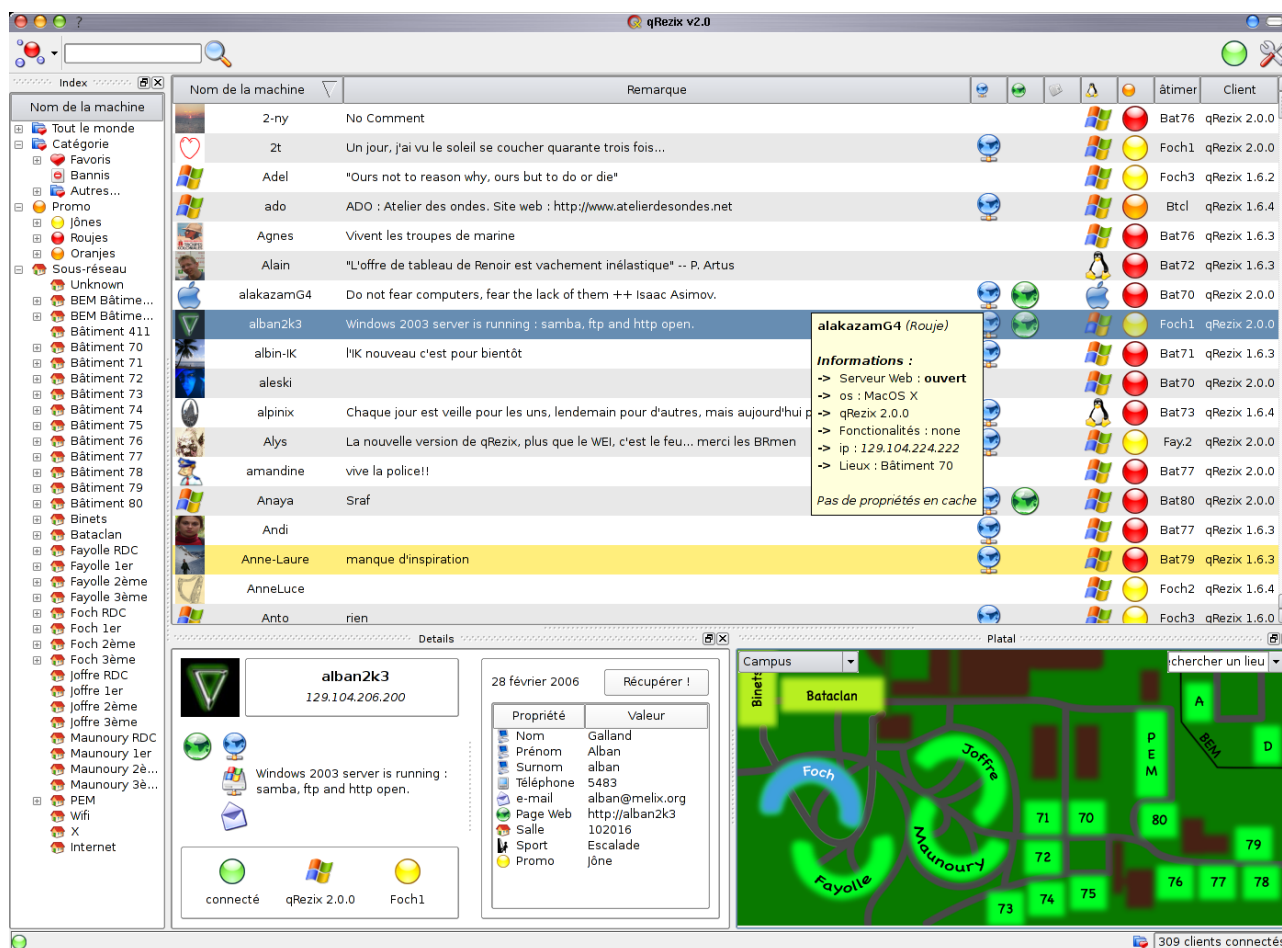 ?
qRezix v2.0
Index
Nom de la machine
Tout le monde
Catégorie
Favoris
Bannis
Autres...
Promo
Jônes
Roujes
Oranjes
Sous-réseau
Unknown
BEM Bâtime...
BEM Bâtime...
Bâtiment 411
Bâtiment 70
Bâtiment 71
Bâtiment 72
Bâtiment 73
Bâtiment 74
Bâtiment 75
Bâtiment 76
Bâtiment 77
Bâtiment 78
Bâtiment 79
Bâtiment 80
Binets
Bataclan
Fayolle RDC
Fayolle 1er
Fayolle 2ème
Fayolle 3ème
Foch RDC
Foch 1er
Foch 2ème
Foch 3ème
Joffre RDC
Joffre 1er
Joffre 2ème
Joffre 3ème
Maunoury RDC
Maunoury 1er
Maunoury 2è...
Maunoury 3è...
PEM
Wifi
X
Internet
Nom de la machine Remarque âtimer Client
2-ny No Comment Bat76 qRezix 2.0.0
2t Un jour, j'ai vu le soleil se coucher quarante trois fois... Foch1 qRezix 2.0.0
Adel "Ours not to reason why, ours but to do or die" Foch3 qRezix 1.6.2
ado ADO : Atelier des ondes. Site web : http://www.atelierdesondes.net Btcl qRezix 1.6.4
Agnes Vivent les troupes de marine Bat76 qRezix 1.6.3
Alain "L'offre de tableau de Renoir est vachement inélastique" -- P. Artus Bat72 qRezix 1.6.3
alakazamG4 Do not fear computers, fear the lack of them ++ Isaac Asimov. Bat70 qRezix 2.0.0
alban2k3 Windows 2003 server is running : samba, ftp and http open. Foch1 qRezix 2.0.0
albin-IK l'IK nouveau c'est pour bientôt Bat71 qRezix 1.6.3
aleski Bat70 qRezix 2.0.0
alpinix Chaque jour est veille pour les uns, lendemain pour d'autres, mais aujourd'hui p Bat73 qRezix 1.6.4
Alys La nouvelle version de qRezix, plus que le WEI, c'est le feu... merci les BRmen Fay.2 qRezix 2.0.0
amandine vive la police!! Bat77 qRezix 2.0.0
Anaya Sraf Bat80 qRezix 2.0.0
Andi Bat77 qRezix 1.6.3
Anne-Laure manque d'inspiration Bat79 qRezix 1.6.3
AnneLuce Foch2 qRezix 1.6.4
Anto rien Foch3 qRezix 1.6.0
alakazamG4 (Rouje)
Informations :
-> Serveur Web : ouvert
-> os : MacOS X
-> qRezix 2.0.0
-> Fonctionalités : none
-> ip : 129.104.224.222
-> Lieux : Bâtiment 70
Pas de propriétés en cache
Details
alban2k3
129.104.206.200
Windows 2003 server is running :
samba, ftp and http open.
connecté qRezix 2.0.0 Foch1
28 février 2006 Récupérer !
Propriété Valeur
Nom Galland
Prénom Alban
Surnom alban
Téléphone 5483
e-mail alban@melix.org
Page Web http://alban2k3
Salle 102016
Sport Escalade
Promo Jône
Platal
Campus
chercher un lieu
Binets
Bataclan
A
BEM
D
PEM
Joffre
Foch
Maunoury
Fayolle
71
70
80
79
72
76
77
78
75
74
73
309 clients connectés